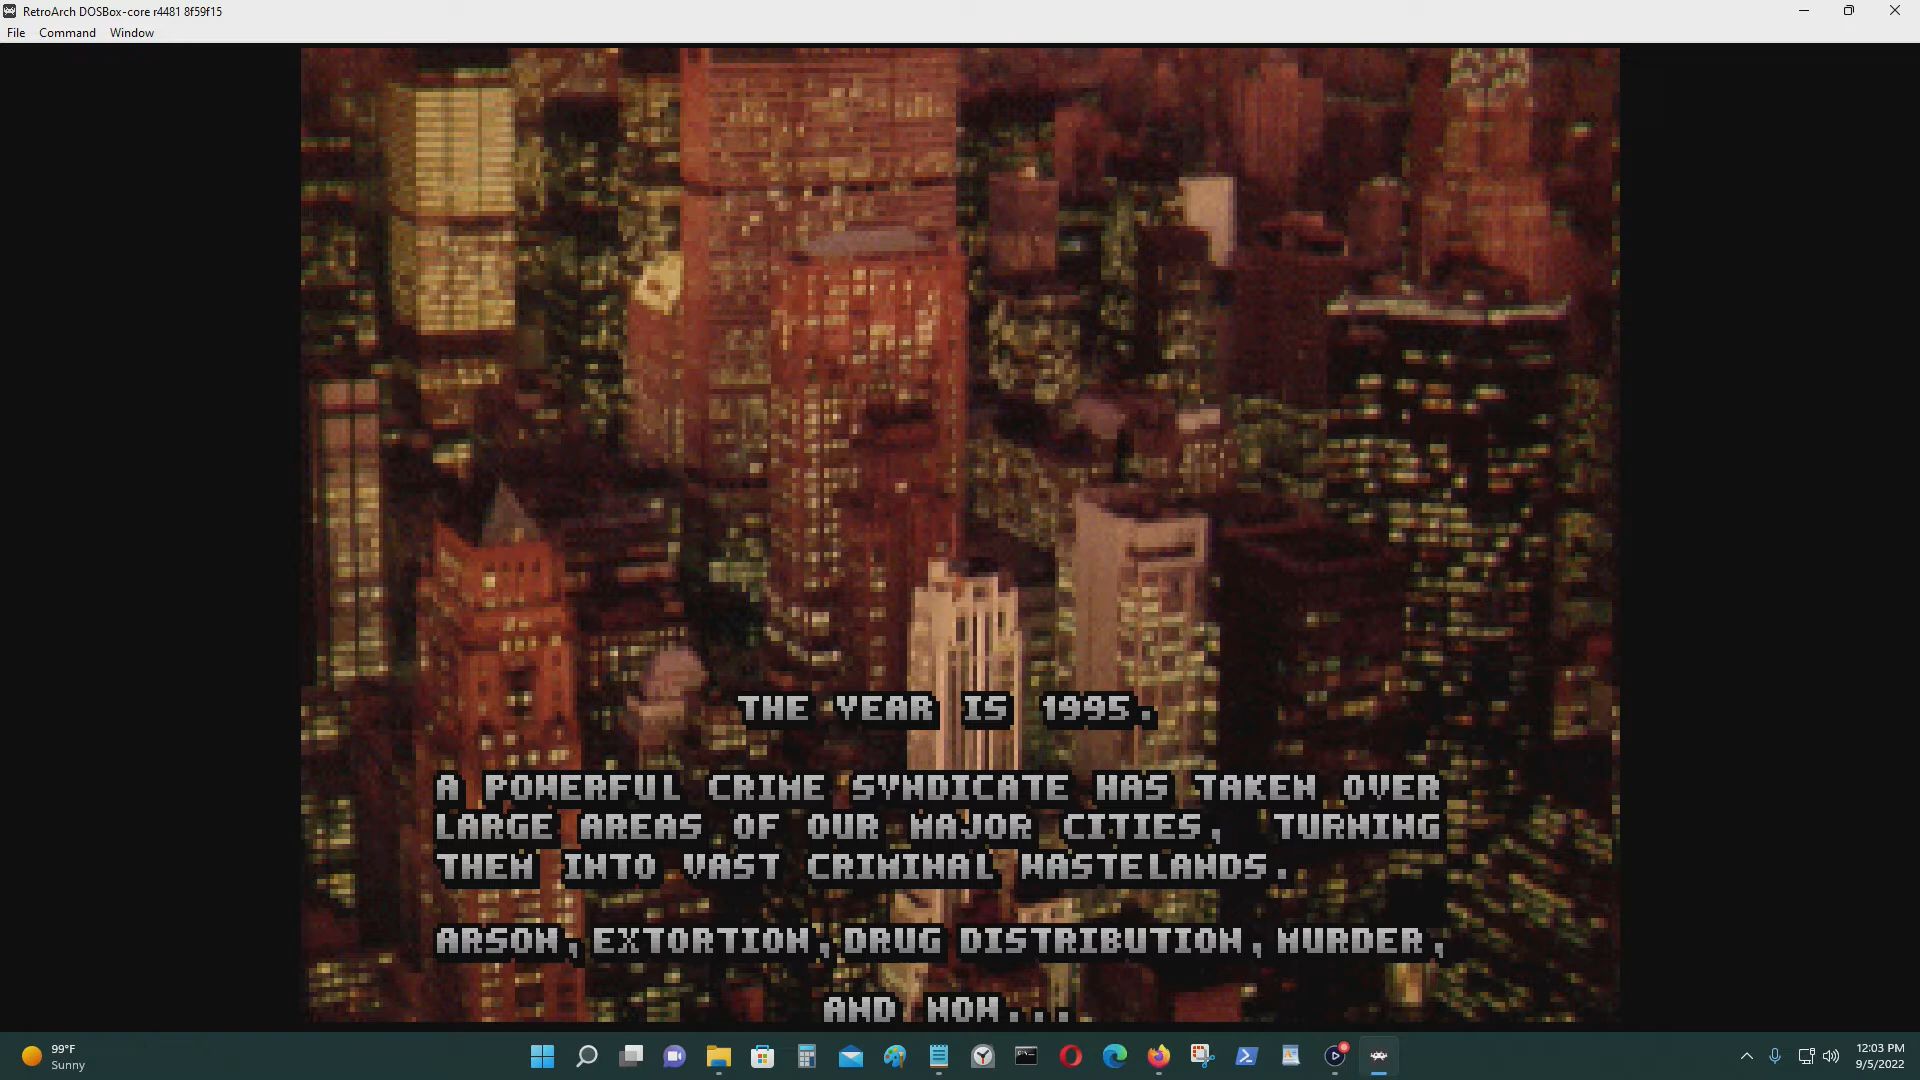 RetroArch DOSBox-core r4481 8f59f15
File Command Window
THE YEAR IS 1995.
A POWERFUL CRIME SYNDICATE HAS TAKEN OVER
LARGE AREAS OF OUR MAJOR CITIES, TURNING
THEM INTO VAST CRIMINAL WASTELANDS.
ARSON, EXTORTION, DRUG DISTRIBUTION, MURDER,
AND NOW...
99°F
Sunny
12:03 PM
9/5/2022